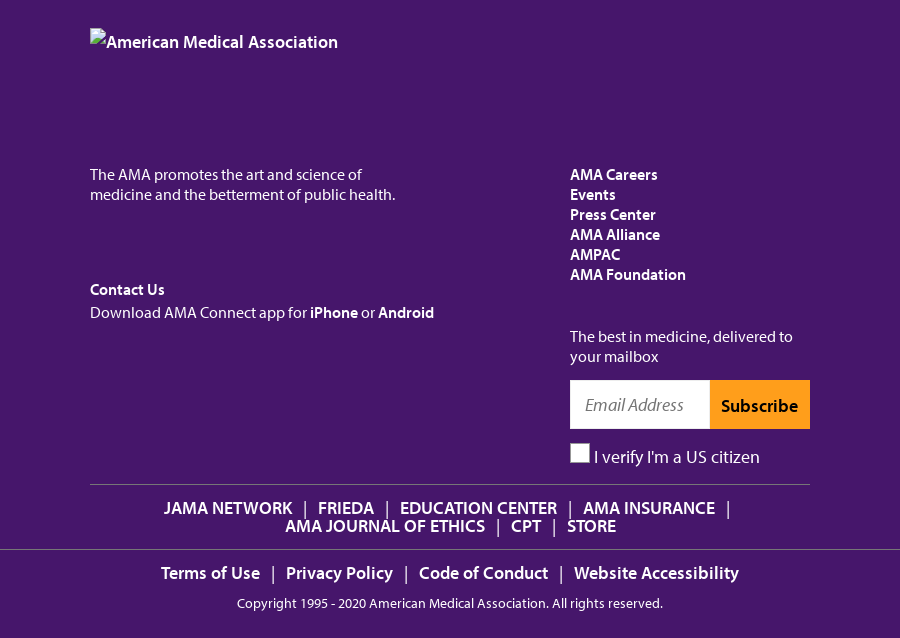 American Medical Association
The AMA promotes the art and science of
medicine and the betterment of public health.
Contact Us
Download AMA Connect app for iPhone or Android
AMA Careers
Events
Press Center
AMA Alliance
AMPAC
AMA Foundation
The best in medicine, delivered to
your mailbox
Email Address Subscribe
I verify I'm a US citizen
JAMA NETWORK | FRIEDA | EDUCATION CENTER | AMA INSURANCE |
AMA JOURNAL OF ETHICS | CPT | STORE
Terms of Use | Privacy Policy | Code of Conduct | Website Accessibility
Copyright 1995 - 2020 American Medical Association. All rights reserved.